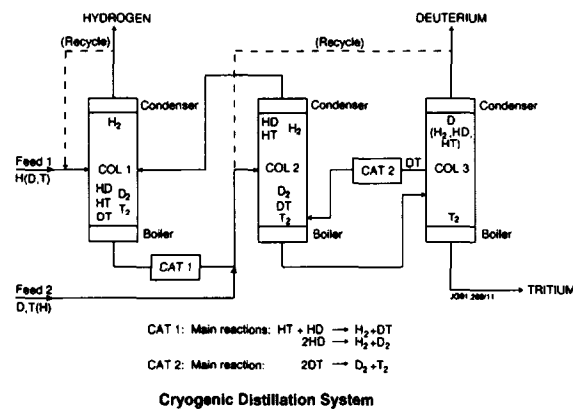 HYDROGEN
DEUTERIUM
(Recycle)
(Recycle)
Condenser
Condenser
Condenser
H₂
HD
HT
H₂
D
(H₂, HD,
HT)
Feed 1
H(D,T)
COL 1
COL 2
CAT 2
DT
COL 3
HD
HT
DT
D₂
T₂
D₂
DT
T₂
T₂
Boiler
Boiler
Boiler
CAT 1
Feed 2
D,T(H)
TRITIUM
CAT 1: Main reactions: HT + HD → H₂+DT
2HD → H₂+D₂
CAT 2: Main reaction: 2DT → D₂+T₂
Cryogenic Distillation System